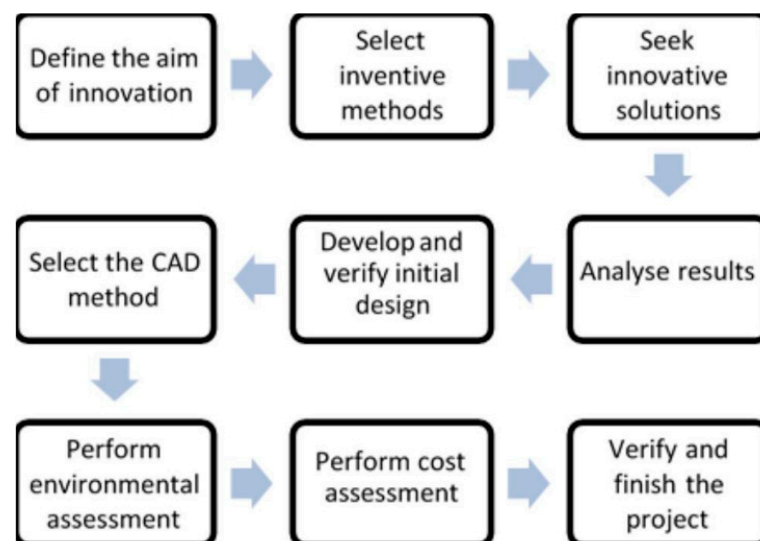 Define the aim
of innovation
Select
inventive
methods
Seek
innovative
solutions
Analyse results
Develop and
verify initial
design
Select the CAD
method
Perform
environmental
assessment
Perform cost
assessment
Verify and
finish the
project